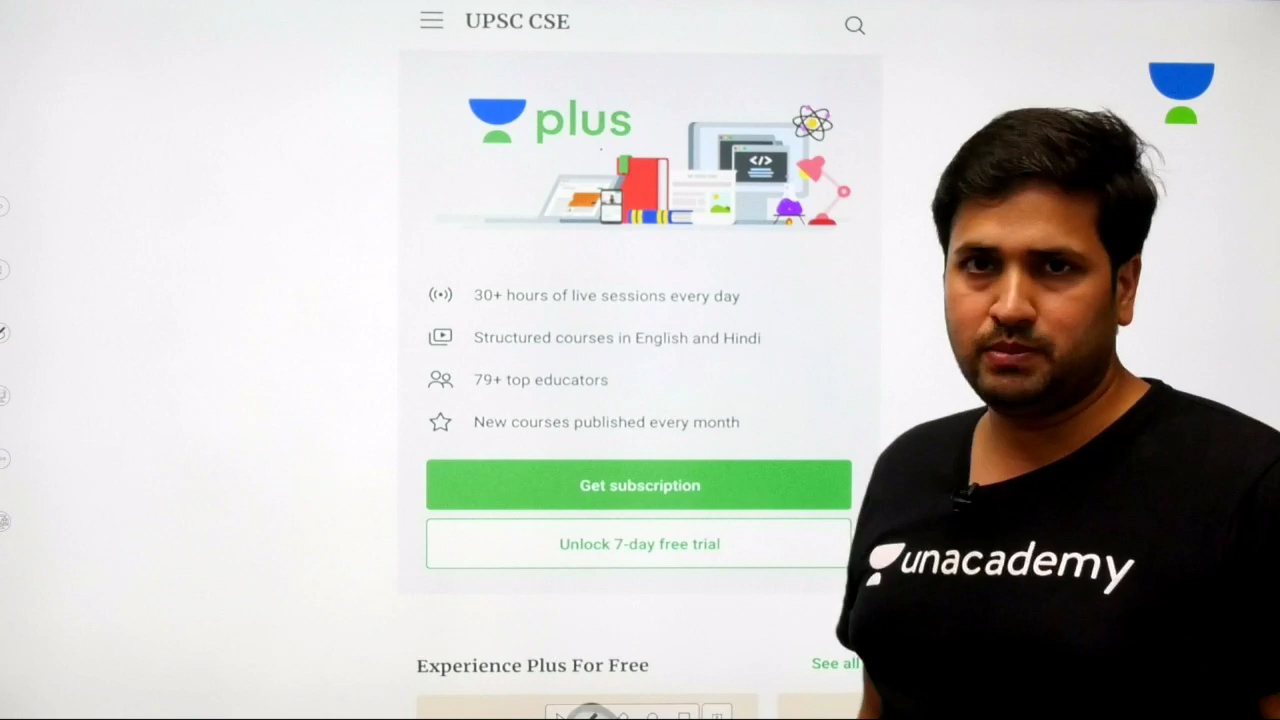 UPSC CSE
plus
</>
30+ hours of live sessions every day
Structured courses in English and Hindi
79+ top educators
New courses published every month
Get subscription
Unlock 7-day free trial
unacademy
Experience Plus For Free
See all